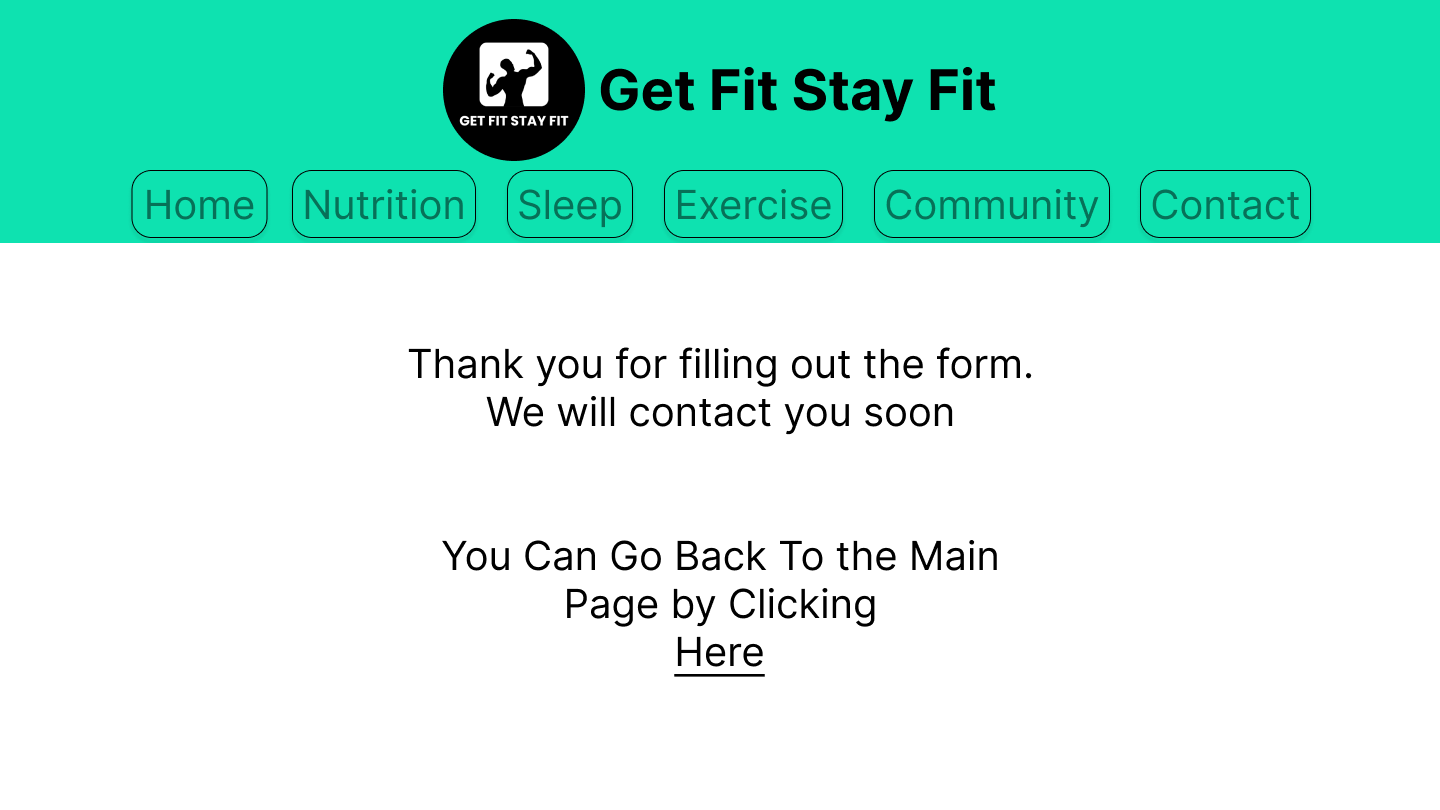 GET FIT STAY FIT
Get Fit Stay Fit
Home Nutrition Sleep Exercise Community Contact
Thank you for filling out the form.
We will contact you soon
You Can Go Back To the Main
Page by Clicking
Here